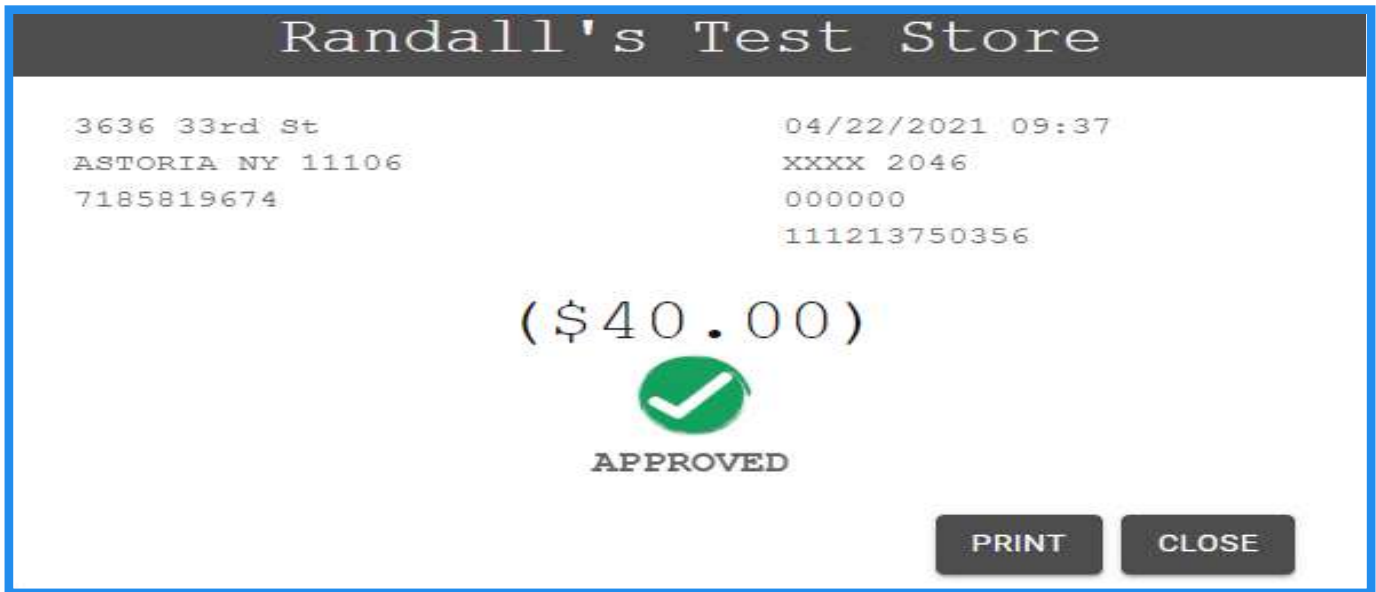 Randall's Test Store
3636 33rd St
ASTORIA NY 11106
7185819674
04/22/2021 09:37
XXXX 2046
000000
111213750356
($40.00)
APPROVED
PRINT
CLOSE